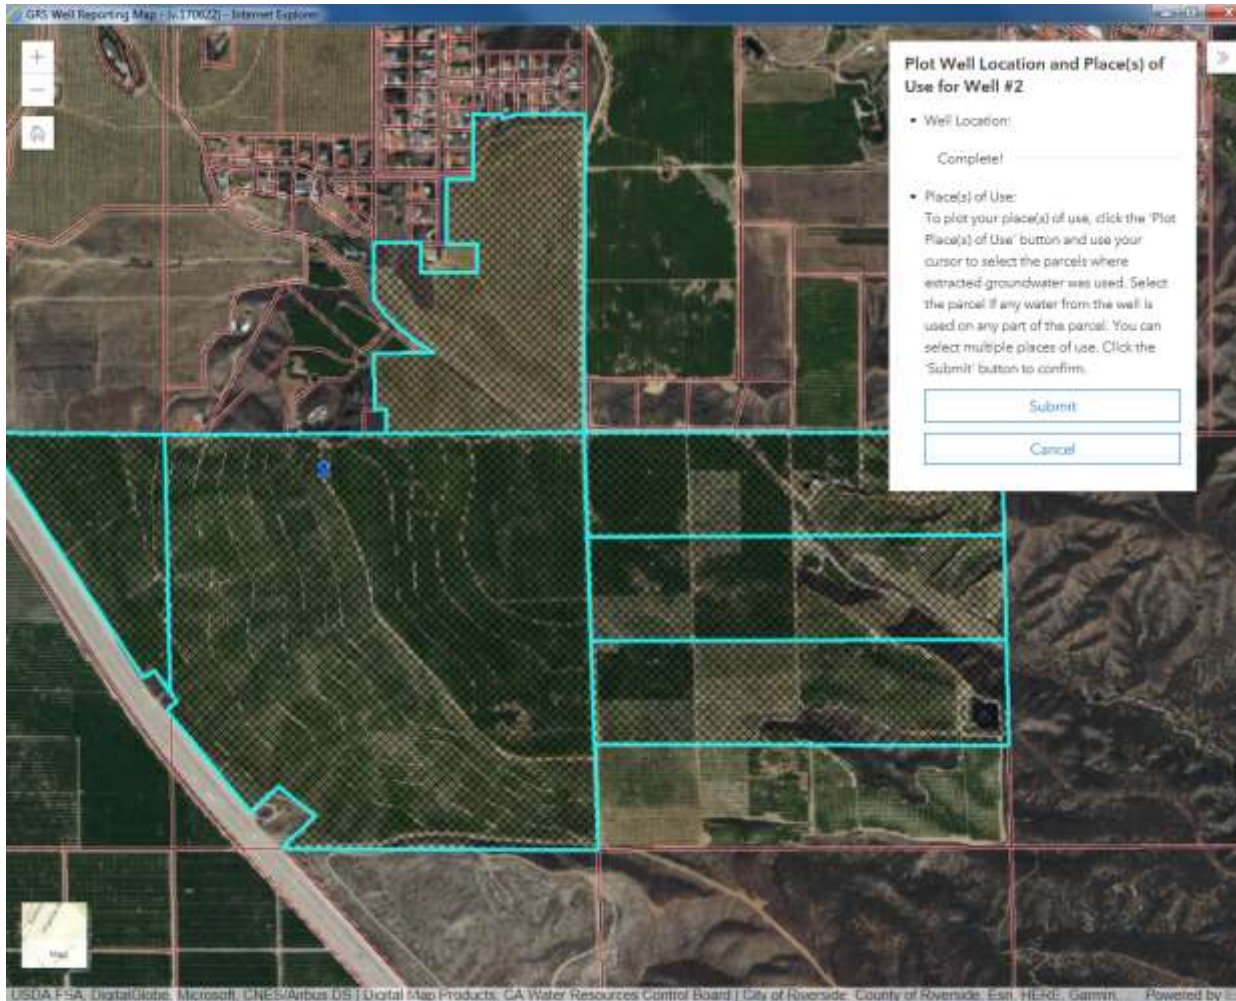 GRS Well Reporting Map - (v.170622) - Internet Explorer
Plot Well Location and Place(s) of
Use for Well #2
• Well Location:
Complete!
• Place(s) of Use:
To plot your place(s) of use, click the 'Plot
Place(s) of Use' button and use your
cursor to select the parcels where
extracted groundwater was used. Select
the parcel if any water from the well is
used on any part of the parcel. You can
select multiple places of use. Click the
'Submit' button to confirm.
Submit
Cancel
Map
USDA FSA, DigitalGlobe, Microsoft, CNES/Airbus DS | Digital Map Products, CA Water Resources Control Board | City of Riverside, County of Riverside, Esri, HERE, Garmin, Powered by E